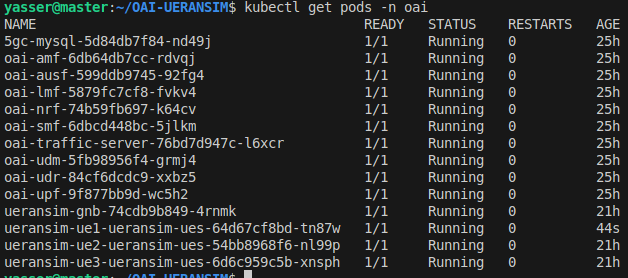 yasser@master:~/OAI-UERANSIM$ kubectl get pods -n oai
NAME READY STATUS RESTARTS AGE
5gc-mysql-5d84db7f84-nd49j 1/1 Running 0 25h
oai-amf-6db64db7cc-rdvqj 1/1 Running 0 25h
oai-ausf-599ddb9745-92fg4 1/1 Running 0 25h
oai-lmf-5879fc7cf8-fvkv4 1/1 Running 0 25h
oai-nrf-74b59fb697-k64cv 1/1 Running 0 25h
oai-smf-6dbcd448bc-5jlkm 1/1 Running 0 25h
oai-traffic-server-76bd7d947c-l6xcr 1/1 Running 0 25h
oai-udm-5fb98956f4-grmj4 1/1 Running 0 25h
oai-udr-84cf6dcdc9-xxbz5 1/1 Running 0 25h
oai-upf-9f877bb9d-wc5h2 1/1 Running 0 25h
ueransim-gnb-74cdb9b849-4rnmk 1/1 Running 0 21h
ueransim-ue1-ueransim-ues-64d67cf8bd-tn87w 1/1 Running 0 44s
ueransim-ue2-ueransim-ues-54bb8968f6-nl99p 1/1 Running 0 21h
ueransim-ue3-ueransim-ues-6d6c959c5b-xnsph 1/1 Running 0 21h
yasser@master:~/OAI-UERANSIM$